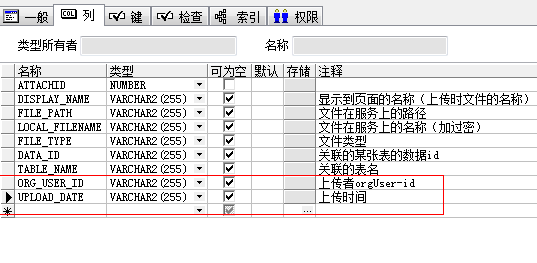 一般 列 键 检查 索引 权限
类型所有者 名称
名称 类型 可为空 默认 存储 注释
ATTACHID NUMBER
DISPLAY_NAME VARCHAR2(255) 显示到页面的名称（上传时文件的名称）
FILE_PATH VARCHAR2(255) 文件在服务上的路径
LOCAL_FILENAME VARCHAR2(255) 文件在服务上的名称（加过密）
FILE_TYPE VARCHAR2(255) 文件类型
DATA_ID VARCHAR2(255) 关联的某张表的数据id
TABLE_NAME VARCHAR2(255) 关联的表名
ORG_USER_ID VARCHAR2(255) 上传者orgUser-id
UPLOAD_DATE VARCHAR2(255) 上传时间
...